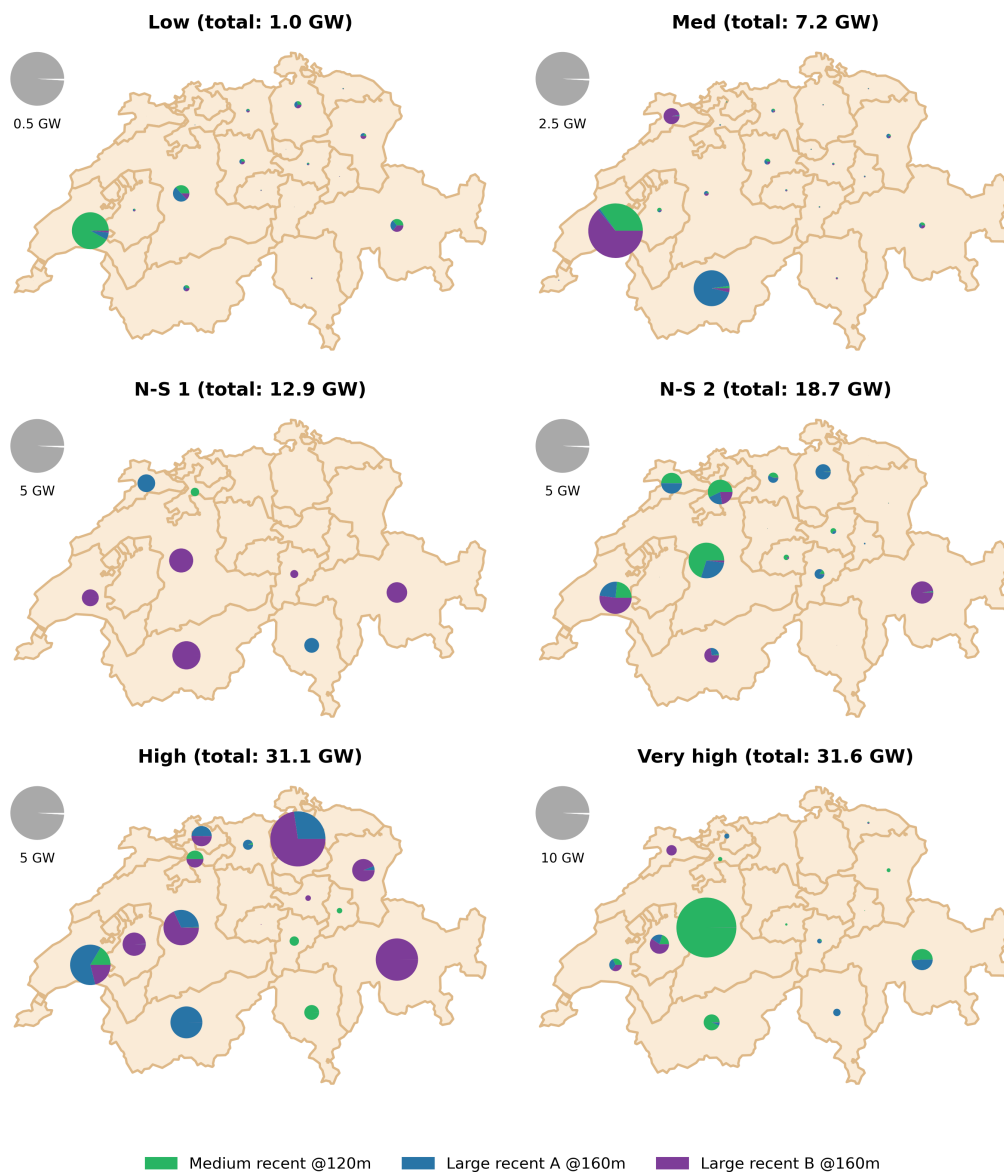 Low (total: 1.0 GW)
Med (total: 7.2 GW)
0.5 GW
2.5 GW
N-S 1 (total: 12.9 GW)
N-S 2 (total: 18.7 GW)
5 GW
5 GW
High (total: 31.1 GW)
Very high (total: 31.6 GW)
5 GW
10 GW
Medium recent @120m
Large recent A @160m
Large recent B @160m